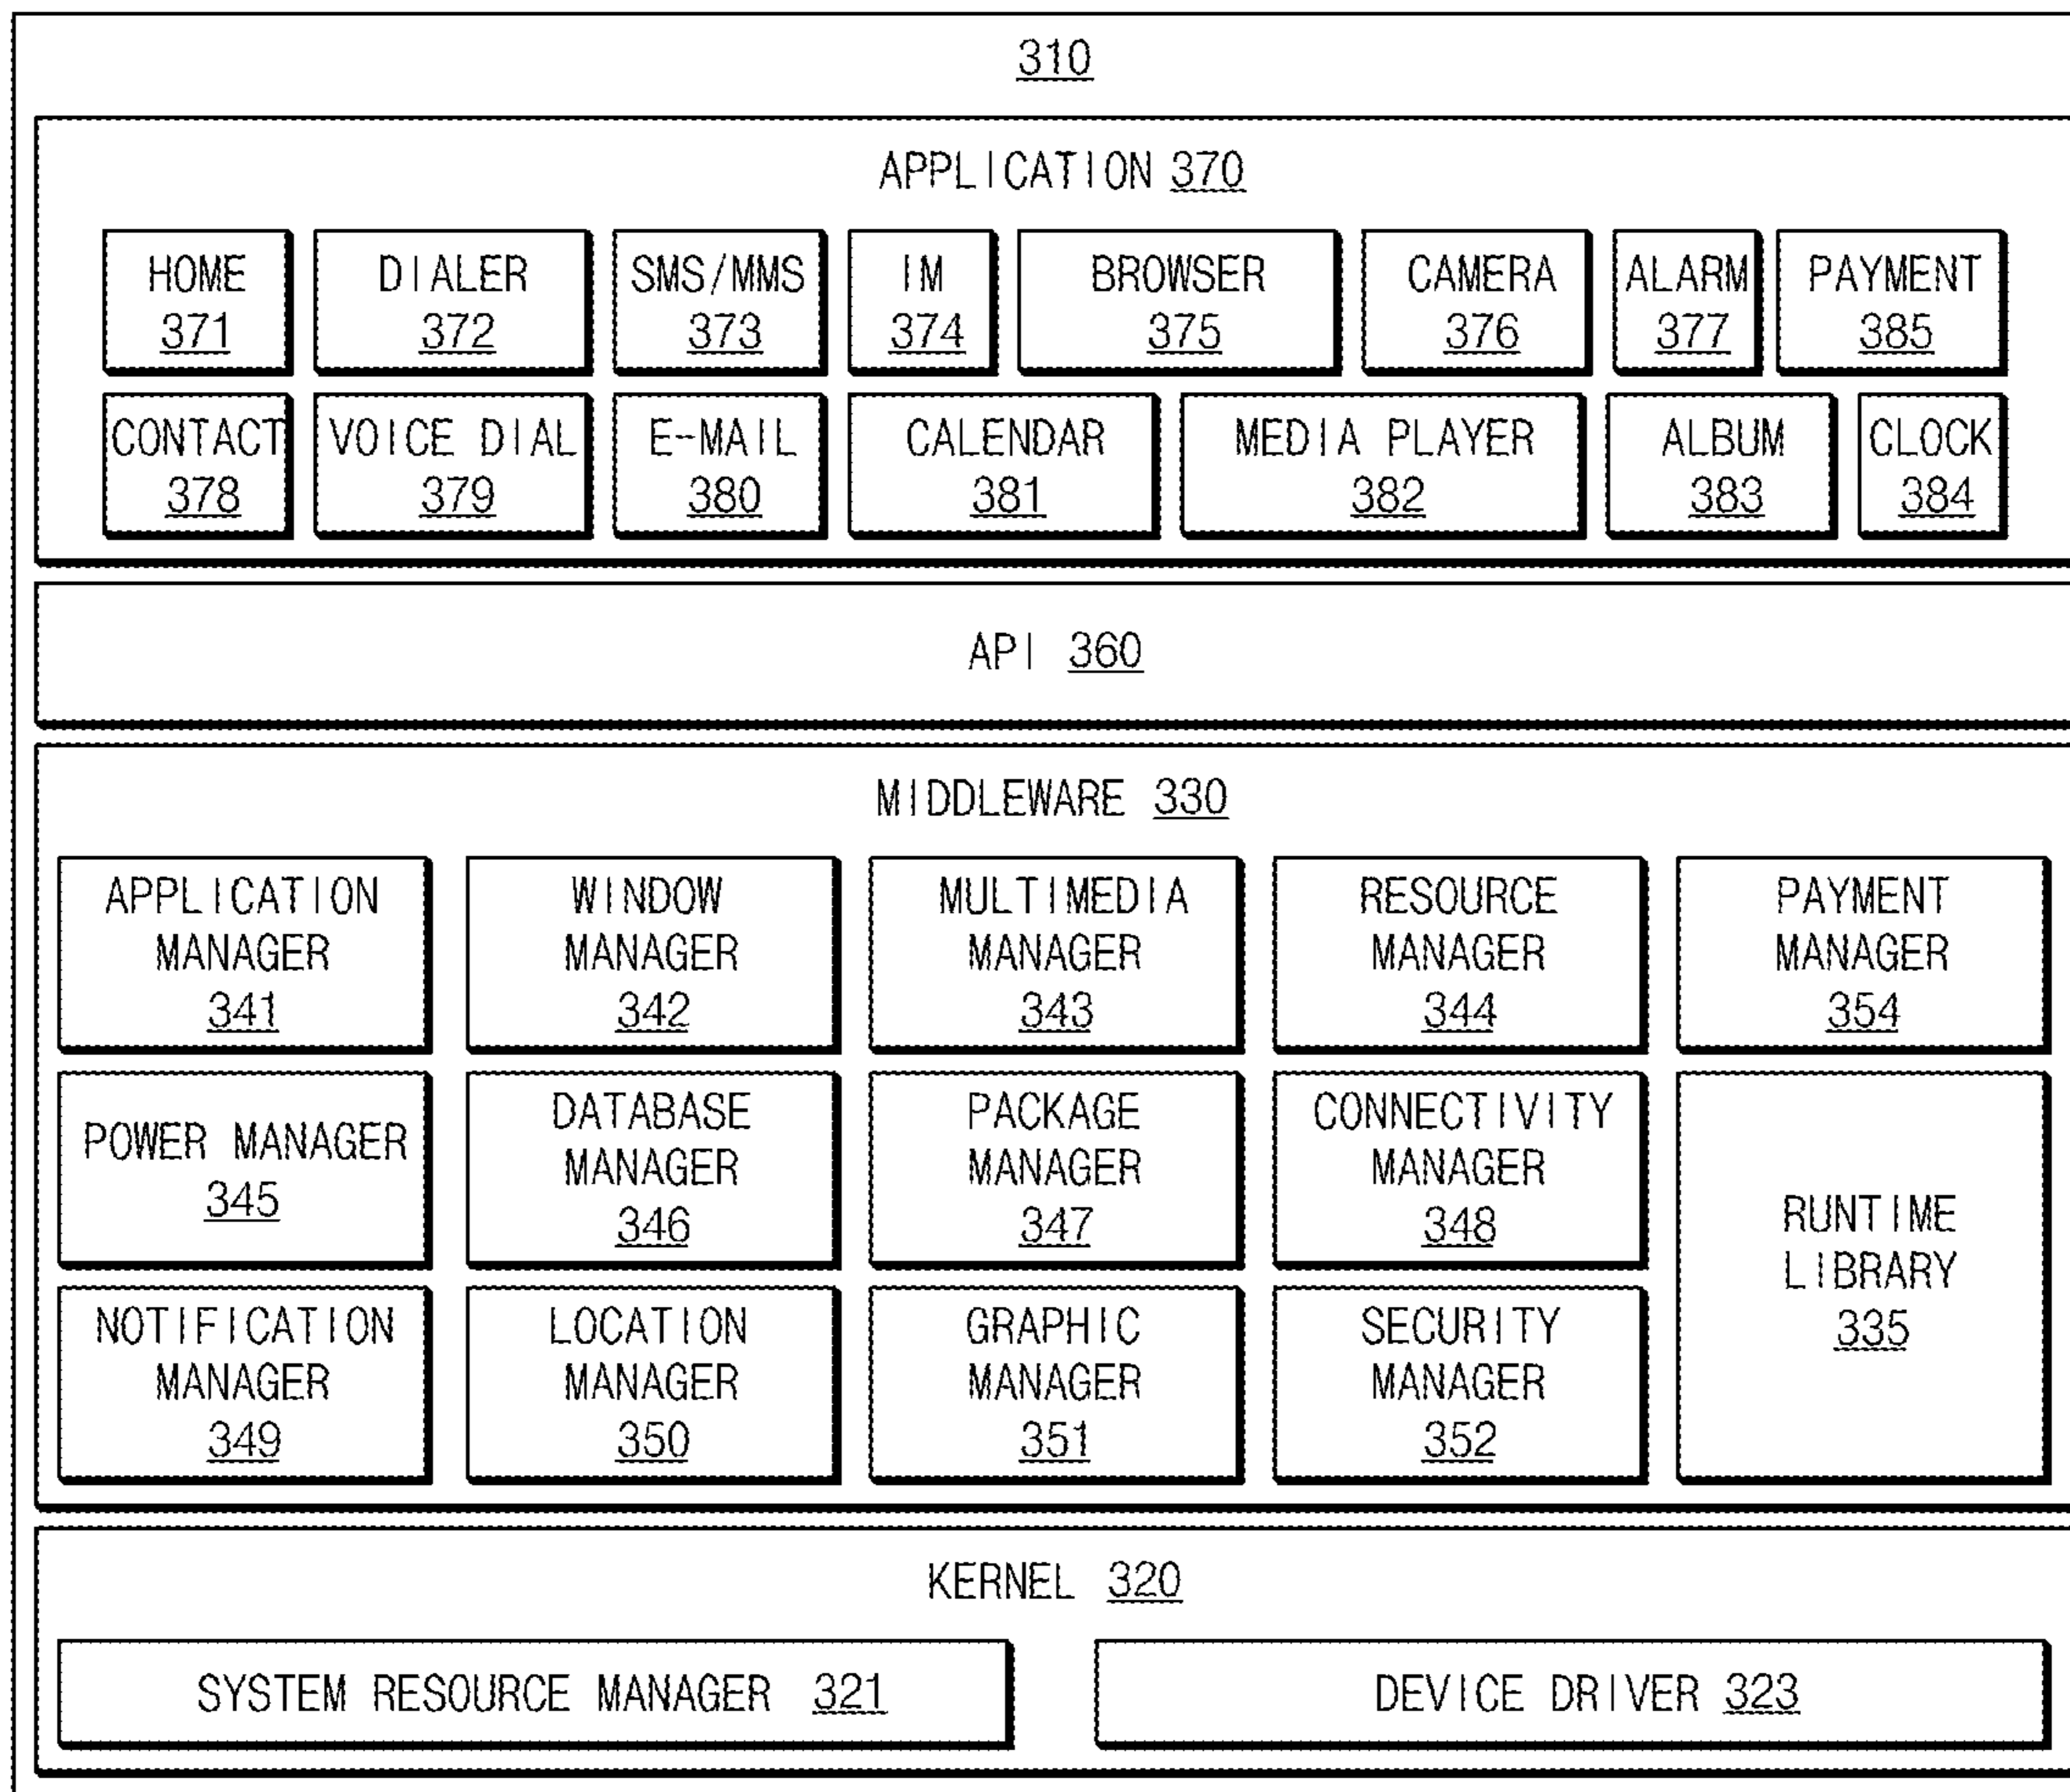 310
APPLICATION 370
HOME
371
DIALER
372
SMS/MMS
373
IM
374
BROWSER
375
CAMERA
376
ALARM
377
PAYMENT
385
CONTACT
378
VOICE DIAL
379
E-MAIL
380
CALENDAR
381
MEDIA PLAYER
382
ALBUM
383
CLOCK
384
API 360
MIDDLEWARE 330
APPLICATION
MANAGER
341
WINDOW
MANAGER
342
MULTIMEDIA
MANAGER
343
RESOURCE
MANAGER
344
PAYMENT
MANAGER
354
POWER MANAGER
345
DATABASE
MANAGER
346
PACKAGE
MANAGER
347
CONNECTIVITY
MANAGER
348
RUNTIME
LIBRARY
335
NOTIFICATION
MANAGER
349
LOCATION
MANAGER
350
GRAPHIC
MANAGER
351
SECURITY
MANAGER
352
KERNEL 320
SYSTEM RESOURCE MANAGER 321
DEVICE DRIVER 323